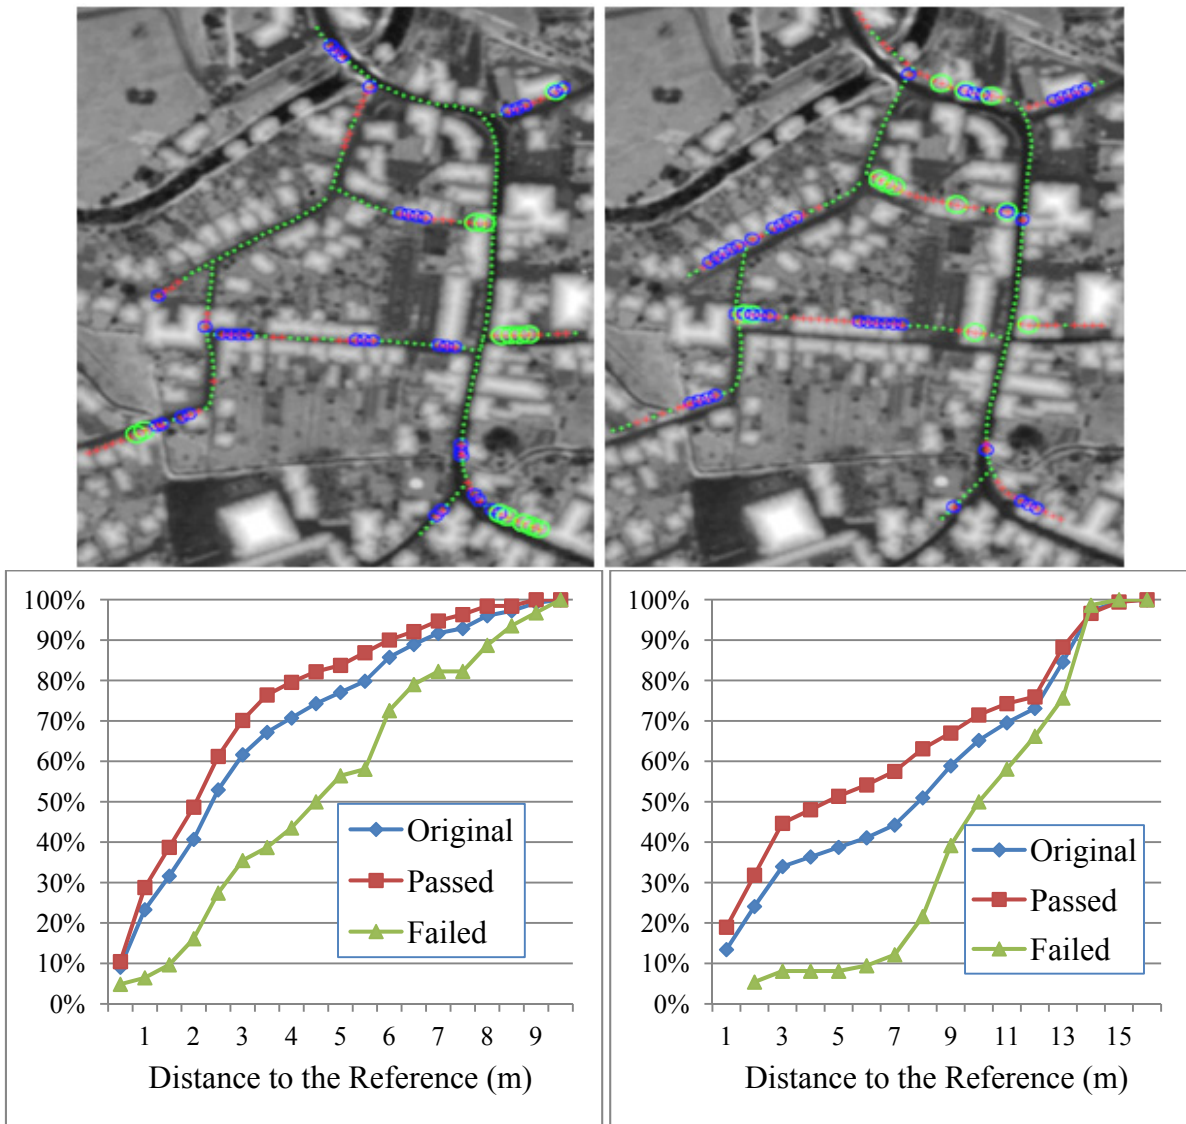 100%
90%
80%
70%
60%
50%
40%
30%
20%
10%
0%
Original
Passed
Failed
1 2 3 4 5 6 7 8 9
Distance to the Reference (m)
100%
90%
80%
70%
60%
50%
40%
30%
20%
10%
0%
Original
Passed
Failed
1 3 5 7 9 11 13 15
Distance to the Reference (m)